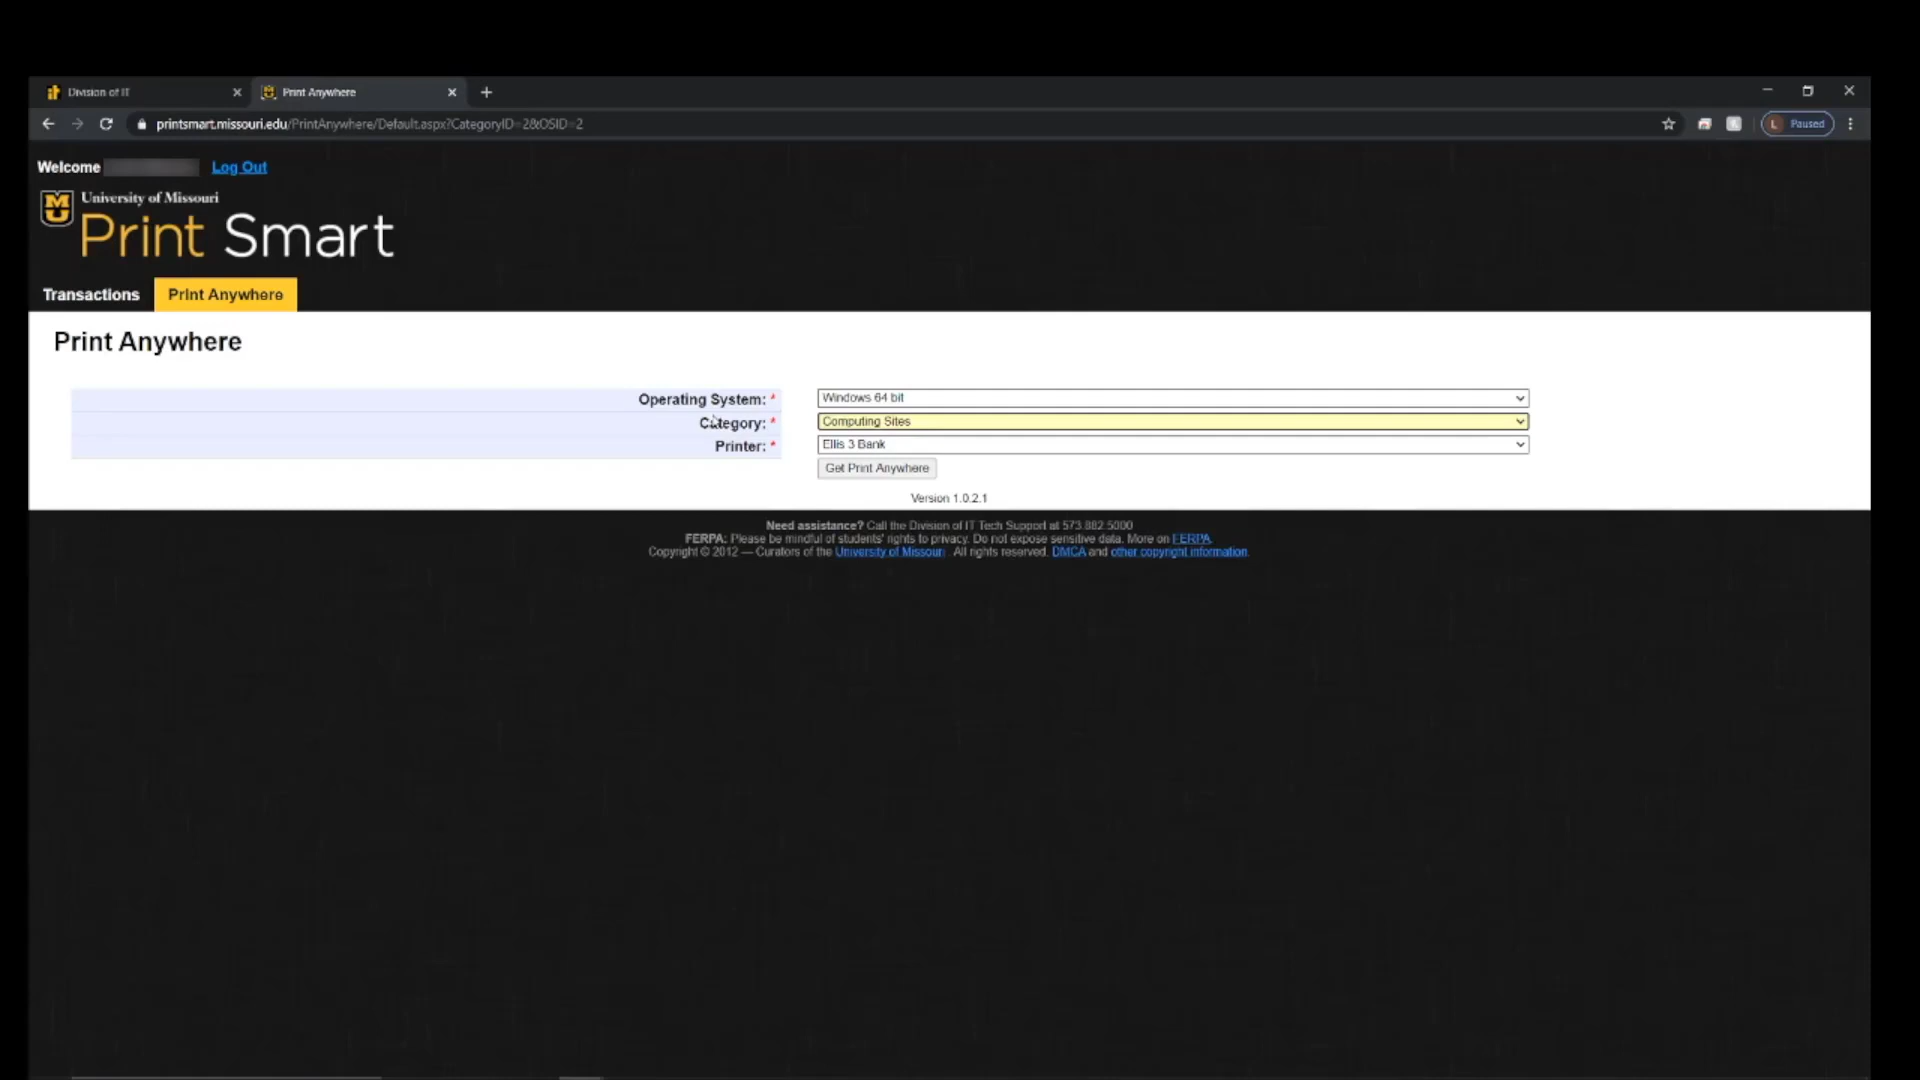 Division of IT
Print Anywhere
printsmart.missouri.edu/PrintAnywhere/Default.aspx?CategoryID=2&OSID=2
L Paused
Welcome
Log Out
University of Missouri
Print Smart
Transactions
Print Anywhere
Print Anywhere
Operating System: * Windows 64 bit
Category: * Computing Sites
Printer: * Ellis 3 Bank
Get Print Anywhere
Version 1.0.2.1
Need assistance? Call the Division of IT Tech Support at 573.882.5000
FERPA: Please be mindful of students' rights to privacy. Do not expose sensitive data. More on FERPA.
Copyright © 2012 — Curators of the University of Missouri. All rights reserved. DMCA and other copyright information.